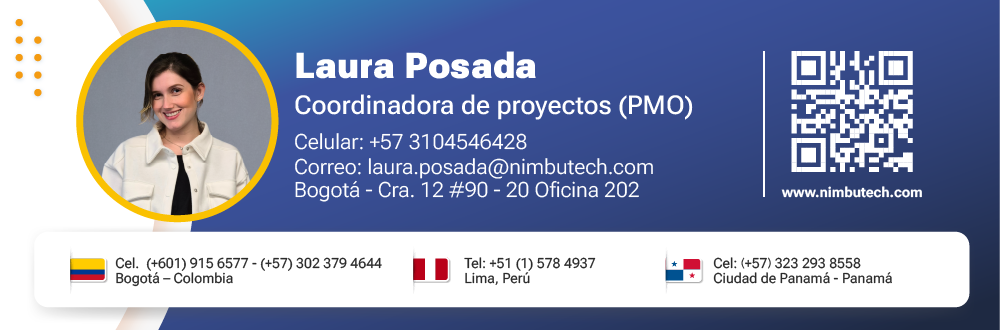 Laura Posada
Coordinadora de proyectos (PMO)
Celular: +57 3104546428
Correo: laura.posada@nimbutech.com
Bogotá - Cra. 12 #90 - 20 Oficina 202
www.nimbutech.com
Cel. (+601) 915 6577 - (+57) 302 379 4644
Bogotá – Colombia
Tel: +51 (1) 578 4937
Lima, Perú
Cel: (+57) 323 293 8558
Ciudad de Panamá - Panamá